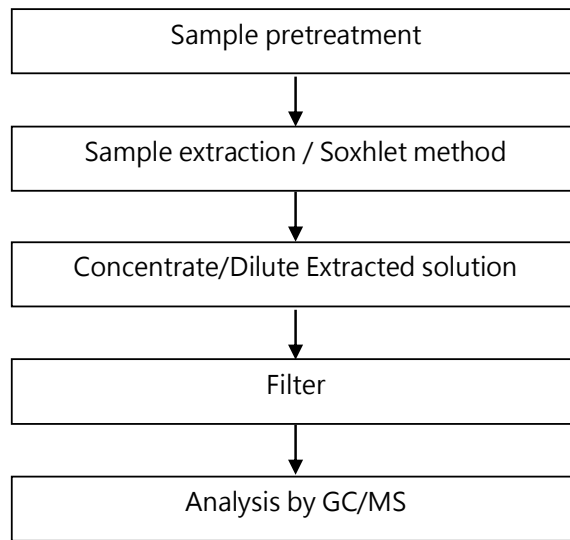 Sample pretreatment
Sample extraction / Soxhlet method
Concentrate/Dilute Extracted solution
Filter
Analysis by GC/MS